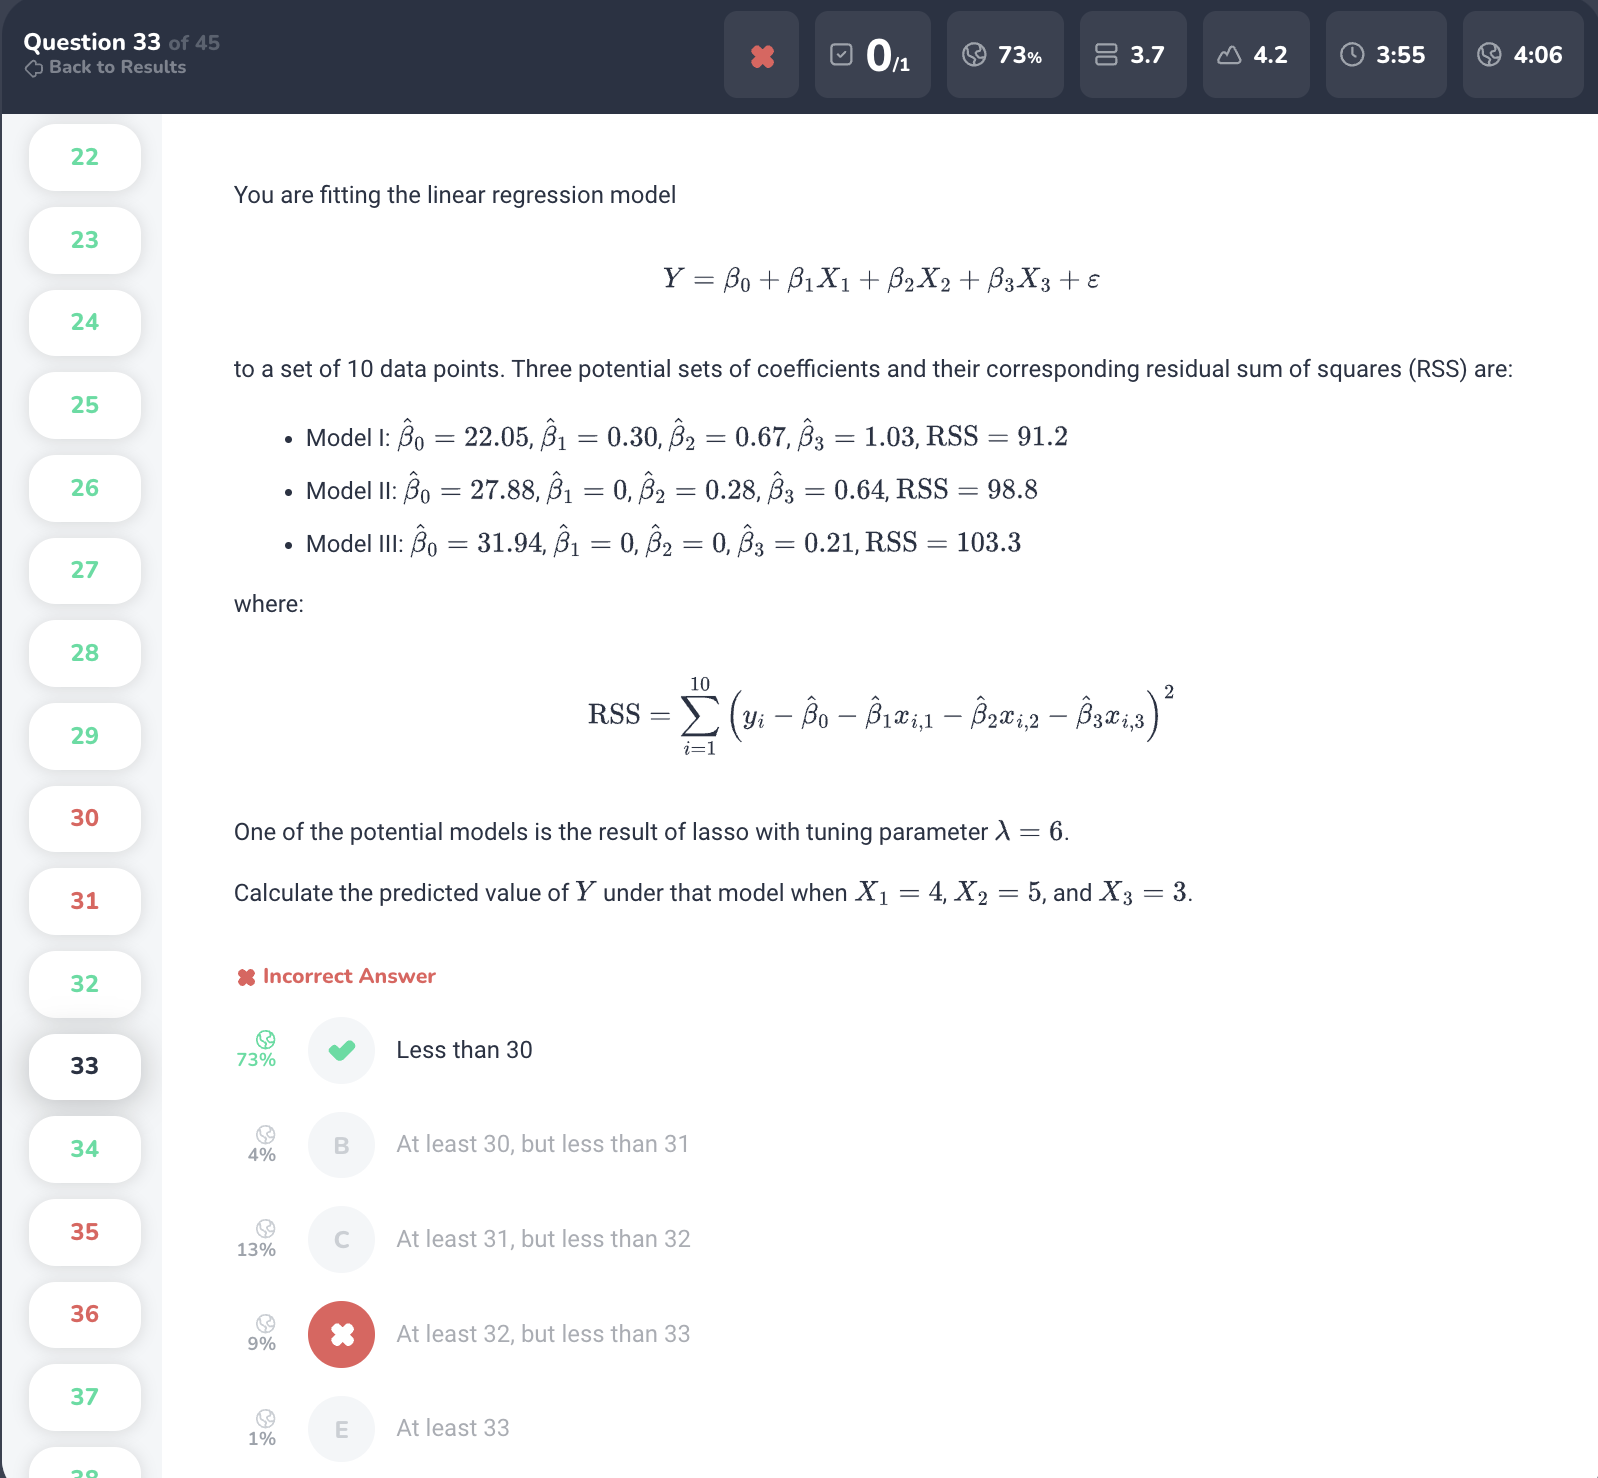 Question 33 of 45
Back to Results
0/1
73%
3.7
4.2
3:55
4:06
22
23
24
25
26
27
28
29
30
31
32
33
34
35
36
37
38
You are fitting the linear regression model
Y = β₀ + β₁X₁ + β₂X₂ + β₃X₃ + ε
to a set of 10 data points. Three potential sets of coefficients and their corresponding residual sum of squares (RSS) are:
• Model I: β̂₀ = 22.05, β̂₁ = 0.30, β̂₂ = 0.67, β̂₃ = 1.03, RSS = 91.2
• Model II: β̂₀ = 27.88, β̂₁ = 0, β̂₂ = 0.28, β̂₃ = 0.64, RSS = 98.8
• Model III: β̂₀ = 31.94, β̂₁ = 0, β̂₂ = 0, β̂₃ = 0.21, RSS = 103.3
where:
RSS = ∑_{i=1}^{10} (yᵢ − β̂₀ − β̂₁x_{i,1} − β̂₂x_{i,2} − β̂₃x_{i,3})²
One of the potential models is the result of lasso with tuning parameter λ = 6.
Calculate the predicted value of Y under that model when X₁ = 4, X₂ = 5, and X₃ = 3.
Incorrect Answer
73% Less than 30
4% B At least 30, but less than 31
13% C At least 31, but less than 32
9% At least 32, but less than 33
1% E At least 33